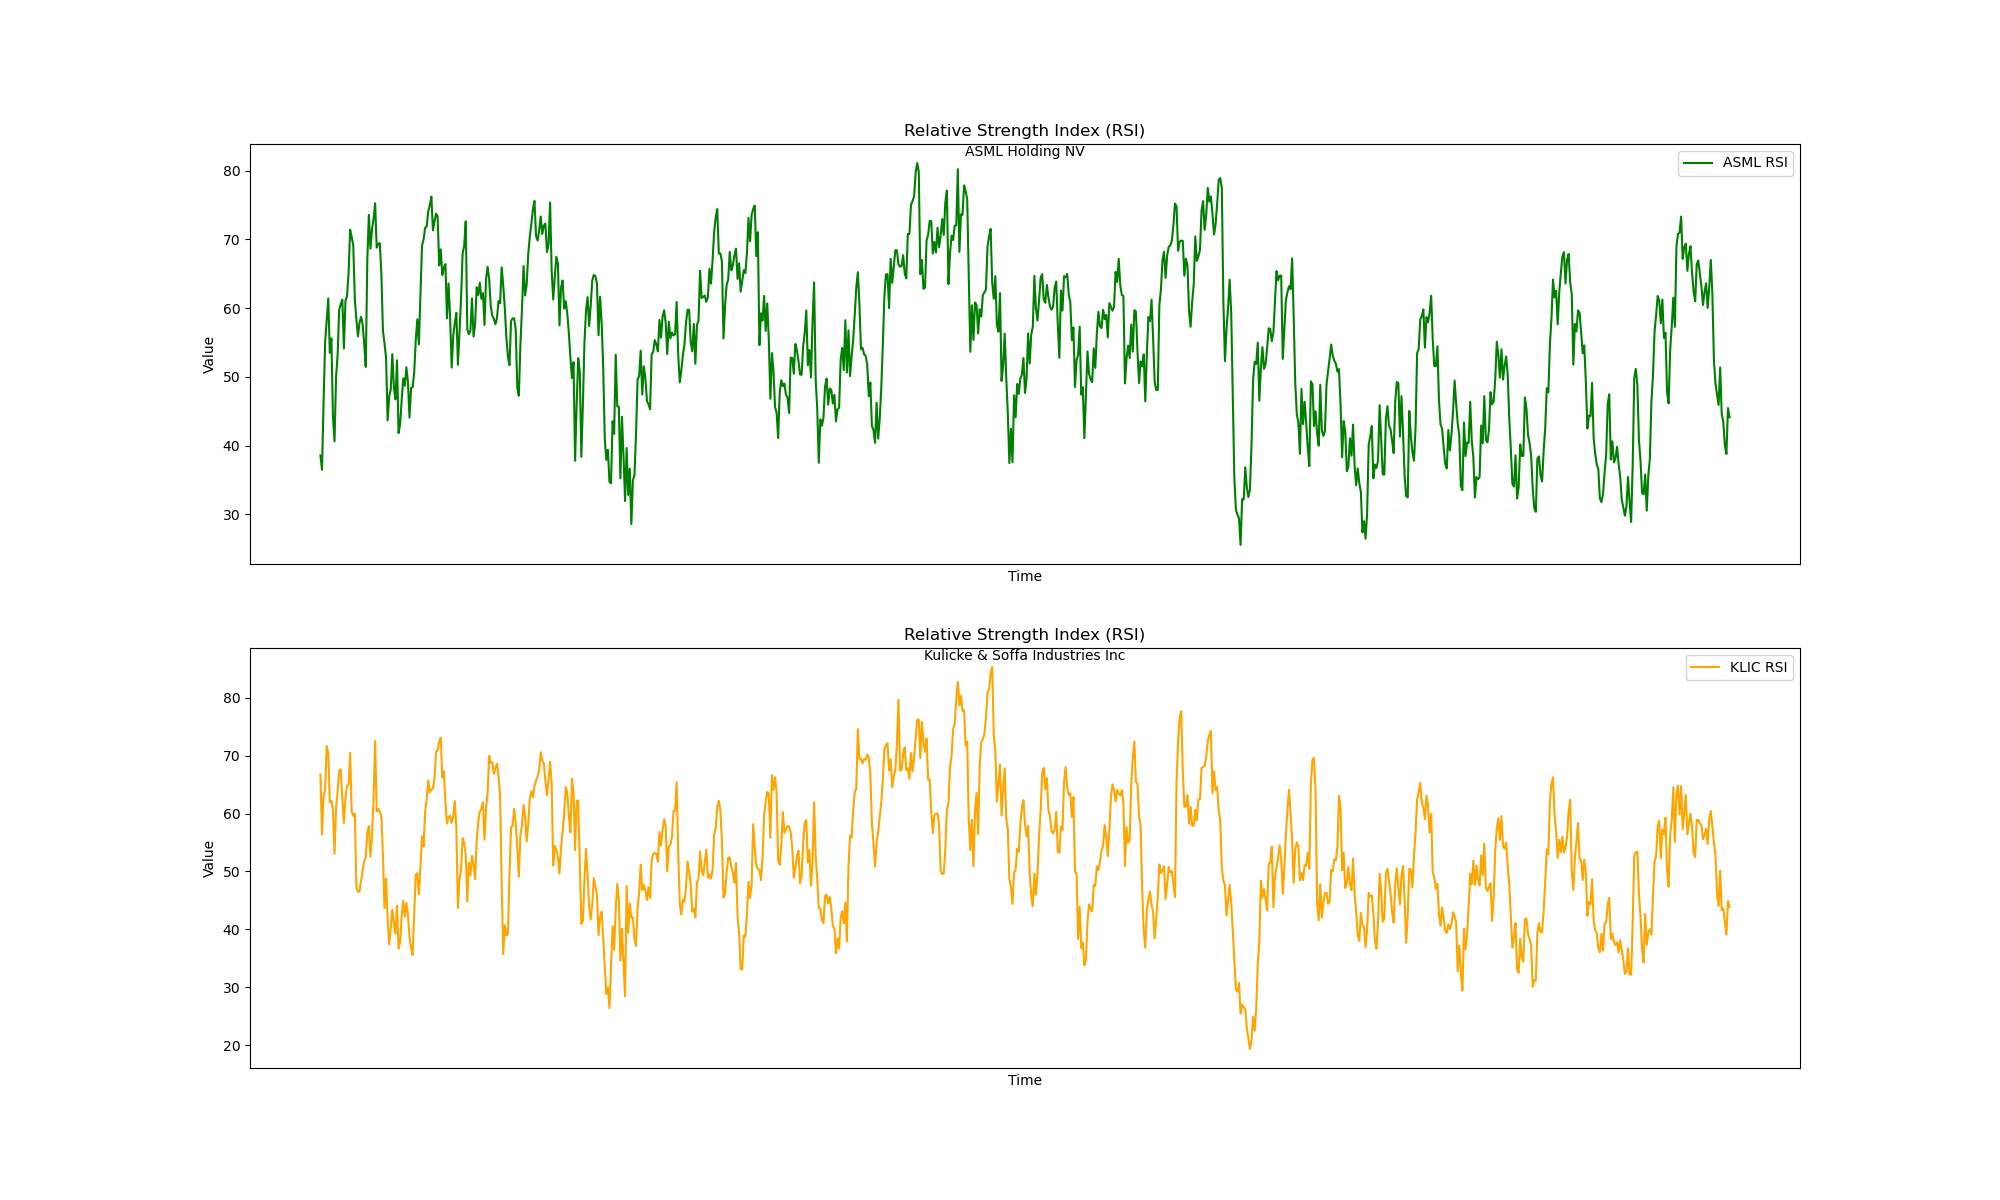 Relative Strength Index (RSI)
ASML Holding NV
ASML RSI
Value
80
70
60
50
40
30
Time
Relative Strength Index (RSI)
Kulicke & Soffa Industries Inc
KLIC RSI
Value
80
70
60
50
40
30
20
Time